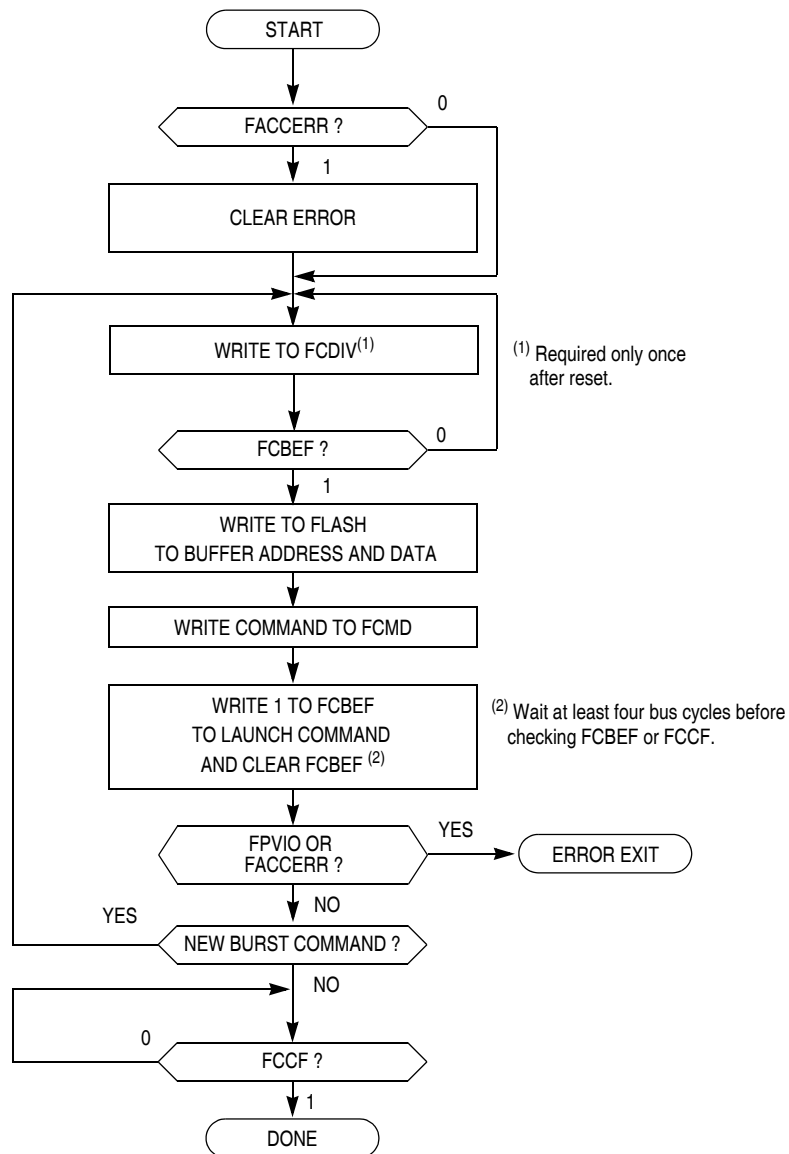 START
0
FACCERR ?
1
CLEAR ERROR
WRITE TO FCDIV(1)
(1) Required only once
after reset.
0
FCBEF ?
1
WRITE TO FLASH
TO BUFFER ADDRESS AND DATA
WRITE COMMAND TO FCMD
WRITE 1 TO FCBEF
TO LAUNCH COMMAND
AND CLEAR FCBEF (2)
(2) Wait at least four bus cycles before
checking FCBEF or FCCF.
FPVIO OR
FACCERR ?
YES
ERROR EXIT
NO
YES
NEW BURST COMMAND ?
NO
0
FCCF ?
1
DONE